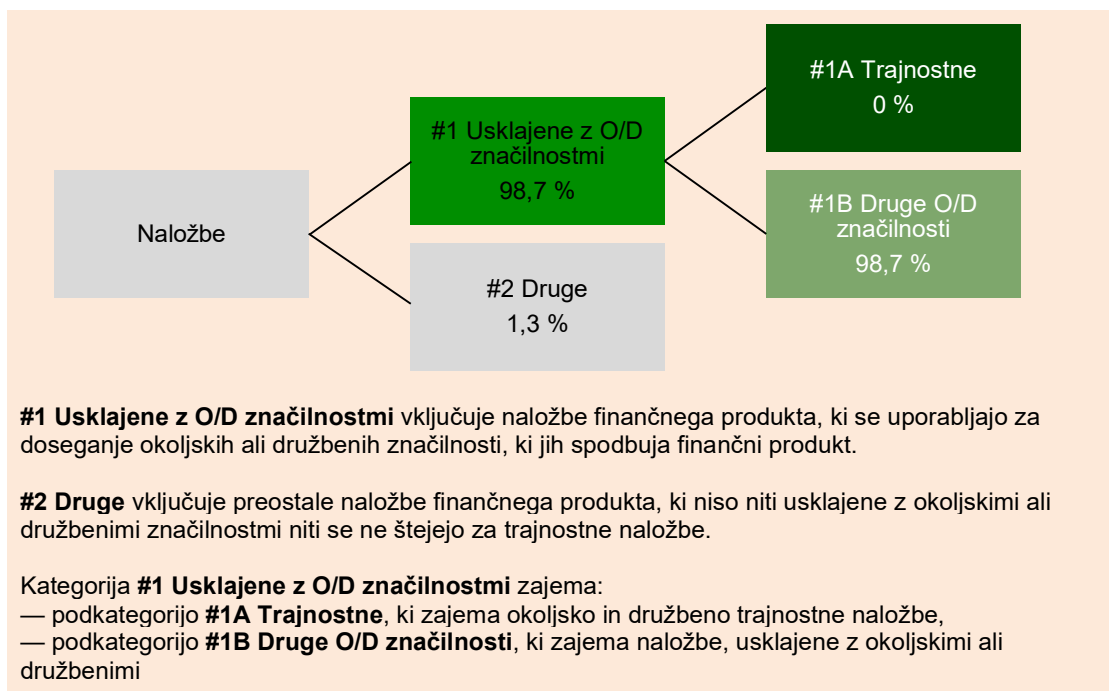 #1A Trajnostne
0 %
#1 Usklajene z O/D
značilnostmi
98,7 %
Naložbe
#1B Druge O/D
značilnosti
98,7 %
#2 Druge
1,3 %
#1 Usklajene z O/D značilnostmi vključuje naložbe finančnega produkta, ki se uporabljajo za
doseganje okoljskih ali družbenih značilnosti, ki jih spodbuja finančni produkt.
#2 Druge vključuje preostale naložbe finančnega produkta, ki niso niti usklajene z okoljskimi ali
družbenimi značilnostmi niti se ne štejejo za trajnostne naložbe.
Kategorija #1 Usklajene z O/D značilnostmi zajema:
— podkategorijo #1A Trajnostne, ki zajema okoljsko in družbeno trajnostne naložbe,
— podkategorijo #1B Druge O/D značilnosti, ki zajema naložbe, usklajene z okoljskimi ali
družbenimi